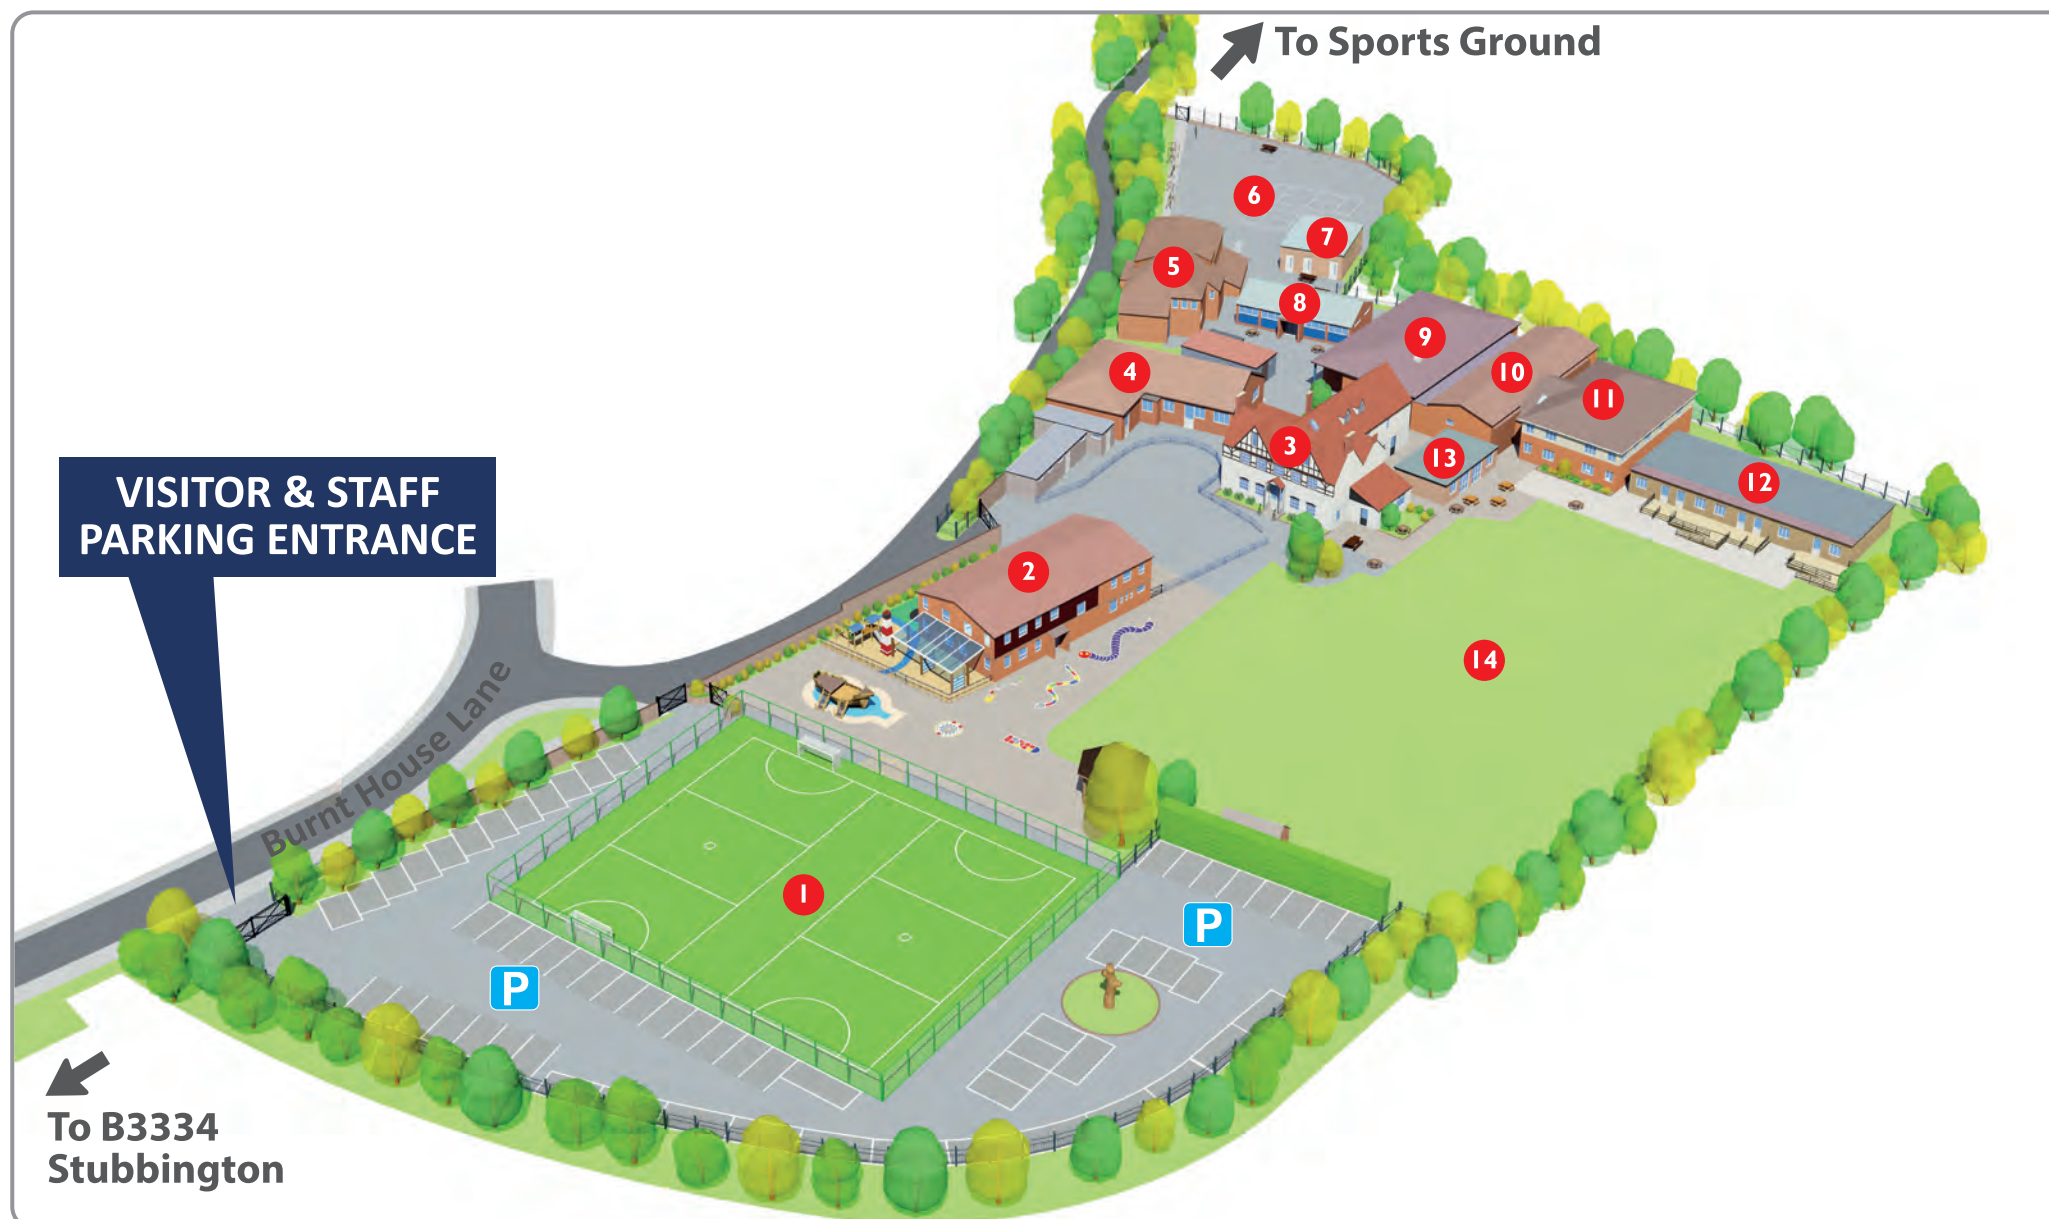 To Sports Ground
6
7
5
8
9
4
10
11
3
13
12
VISITOR & STAFF
PARKING ENTRANCE
2
14
Burnt House Lane
1
P
P
To B3334
Stubbington